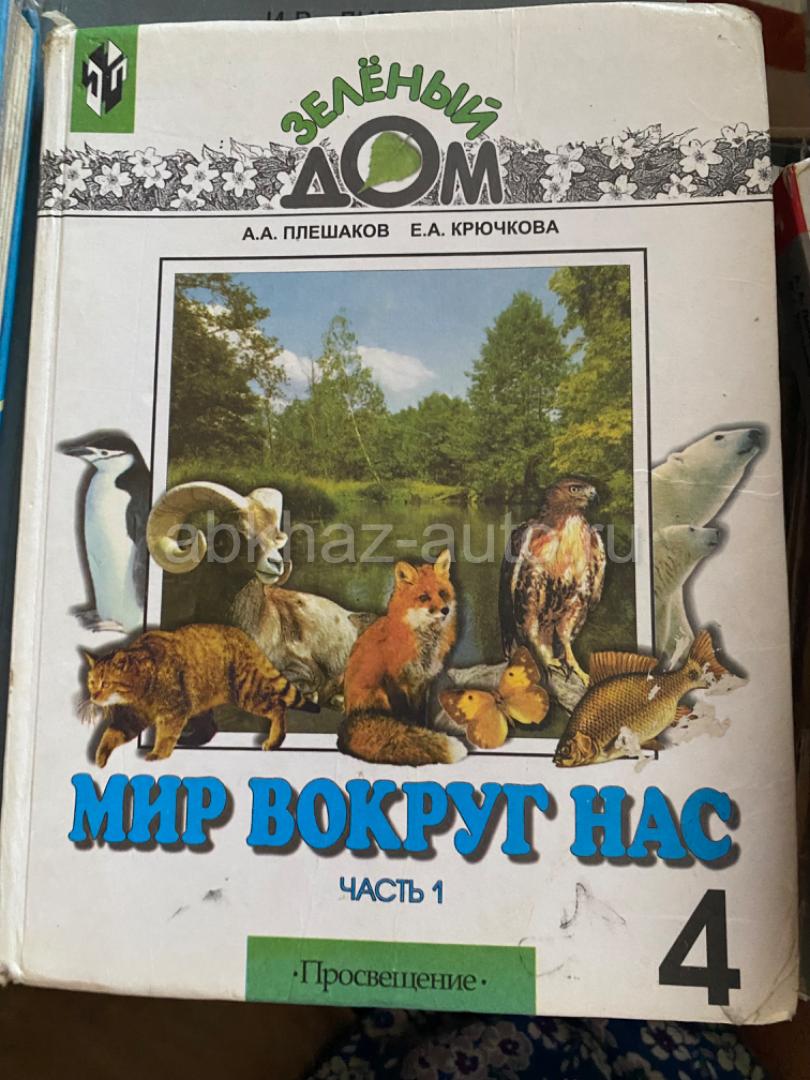 ЗЕЛЁНЫЙ
ДОМ
А.А. ПЛЕШАКОВ Е.А. КРЮЧКОВА
abkhaz-auto.ru
МИР ВОКРУГ НАС
ЧАСТЬ 1
4
·Просвещение·